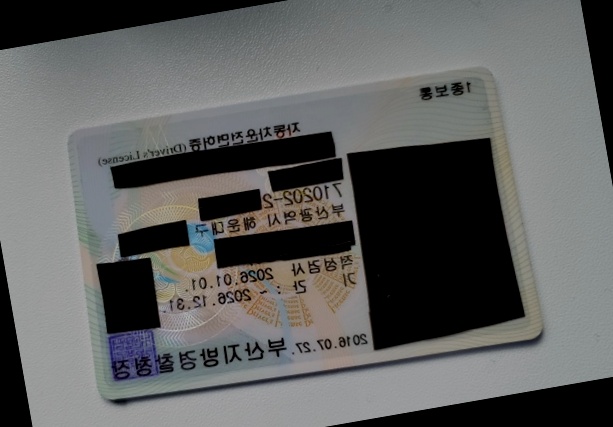 1종보통
자동차운전면허증 (Driver's License)
710202-2
부산광역시 해운대구
적성검사 2026.01.01.
기 간 : ~ 2026.12.31.
2016.07.27. 부산지방경찰청장